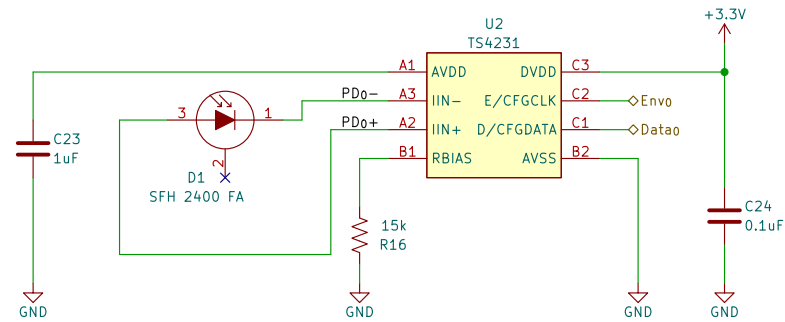 U2
TS4231
+3.3V
A1
AVDD
DVDD
C3
PD0-
A3
IIN-
E/CFGCLK
C2
Env0
3
1
PD0+
A2
IIN+
D/CFGDATA
C1
Data0
B1
RBIAS
AVSS
B2
C23
1uF
2
D1
SFH 2400 FA
15k
R16
C24
0.1uF
GND
GND
GND
GND